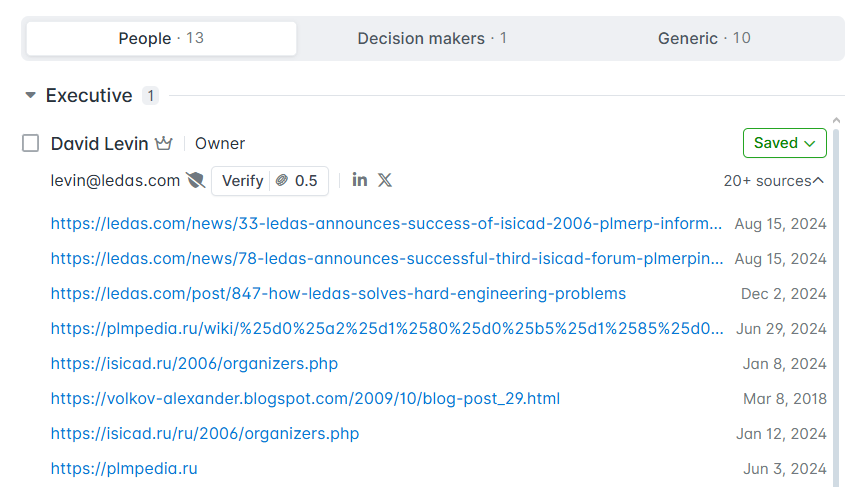 People · 13
Decision makers · 1
Generic · 10
Executive 1
David Levin Owner Saved
levin@ledas.com Verify 0.5 in X 20+ sources
https://ledas.com/news/33-ledas-announces-success-of-isicad-2006-plmerp-inform... Aug 15, 2024
https://ledas.com/news/78-ledas-announces-successful-third-isicad-forum-plmerpin... Aug 15, 2024
https://ledas.com/post/847-how-ledas-solves-hard-engineering-problems Dec 2, 2024
https://plmpedia.ru/wiki/%25d0%25a2%25d1%2580%25d0%25b5%25d1%2585%25d0... Jun 29, 2024
https://isicad.ru/2006/organizers.php Jan 8, 2024
https://volkov-alexander.blogspot.com/2009/10/blog-post_29.html Mar 8, 2018
https://isicad.ru/ru/2006/organizers.php Jan 12, 2024
https://plmpedia.ru Jun 3, 2024